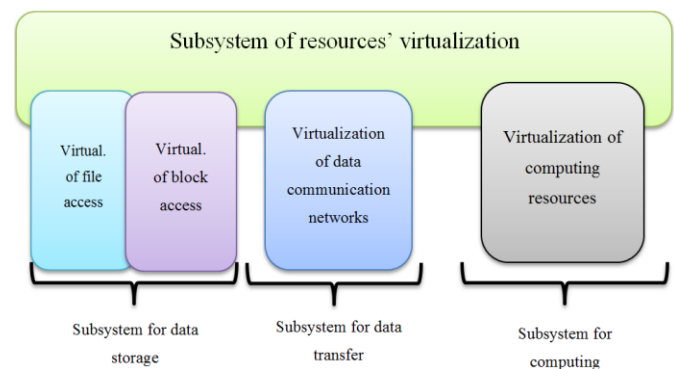 Subsystem of resources’ virtualization
Virtual.
of file
access
Virtual.
of block
access
Virtualization
of data
communication
networks
Virtualization of
computing
resources
Subsystem for data
storage
Subsystem for data
transfer
Subsystem for
computing